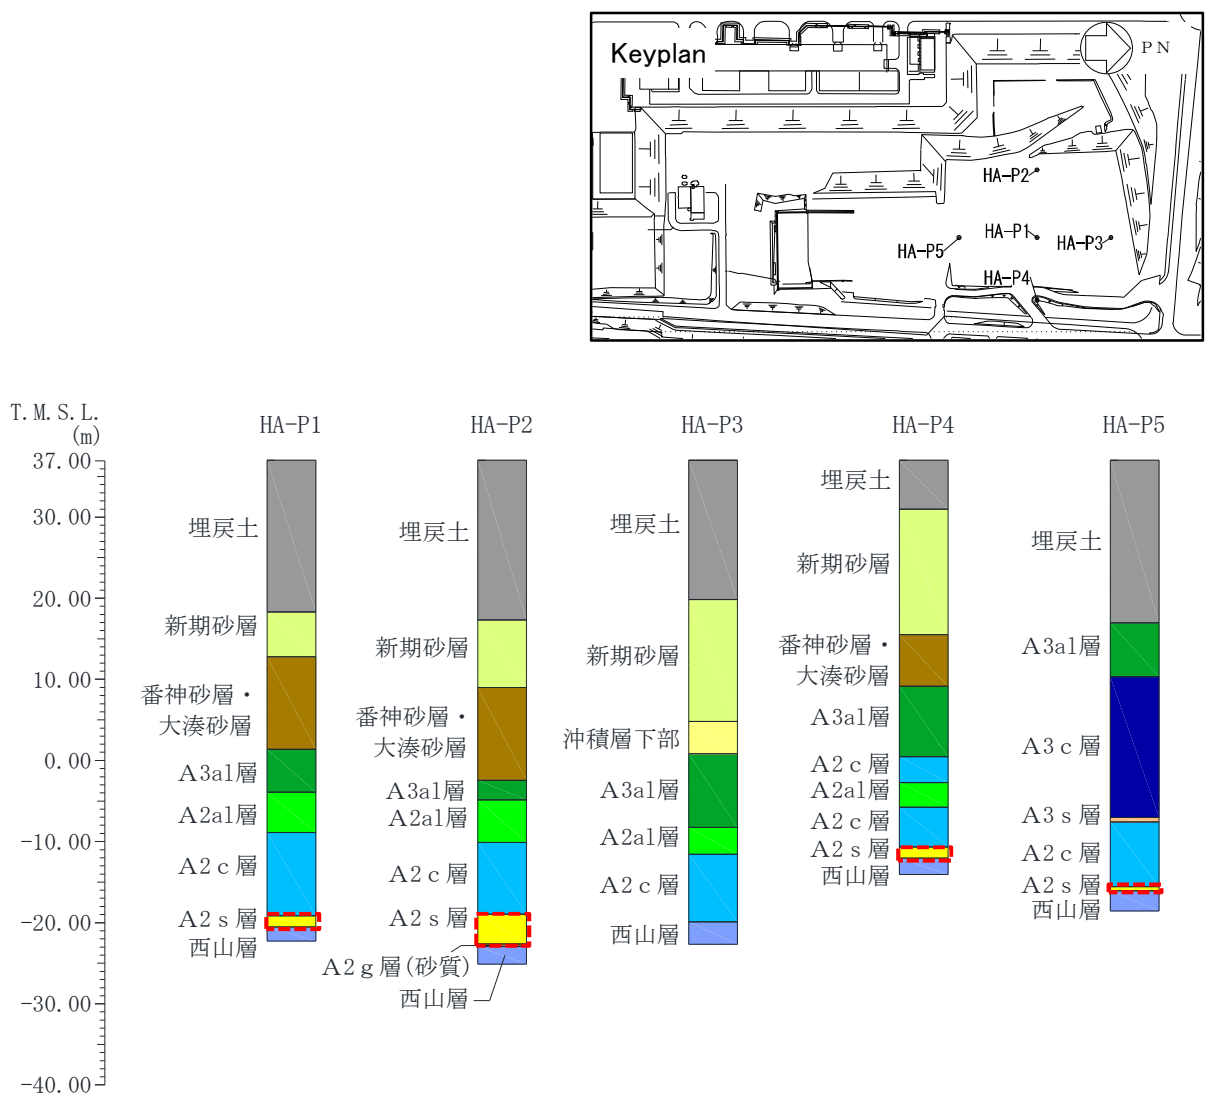 Keyplan
PN
HA-P2
HA-P1
HA-P3
HA-P5
HA-P4
T.M.S.L.
(m)
37.00
30.00
20.00
10.00
0.00
-10.00
-20.00
-30.00
-40.00
HA-P1
埋戻土
新期砂層
番神砂層・
大湊砂層
A3al層
A2al層
A2c層
A2s層
西山層
HA-P2
埋戻土
新期砂層
番神砂層・
大湊砂層
A3al層
A2al層
A2c層
A2s層
A2g層(砂質)
西山層
HA-P3
埋戻土
新期砂層
沖積層下部
A3al層
A2al層
A2c層
西山層
HA-P4
埋戻土
新期砂層
番神砂層・
大湊砂層
A3al層
A2c層
A2al層
A2c層
A2s層
西山層
HA-P5
埋戻土
A3al層
A3c層
A3s層
A2c層
A2s層
西山層